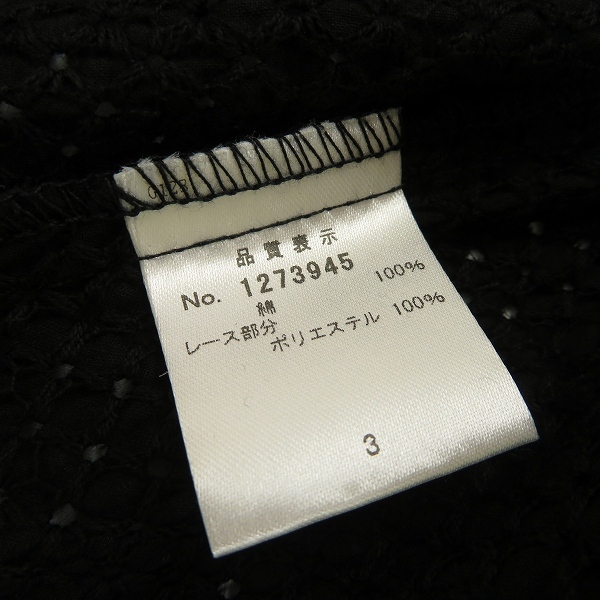 品質表示
No. 1273945
綿 100%
レース部分
ポリエステル 100%
3